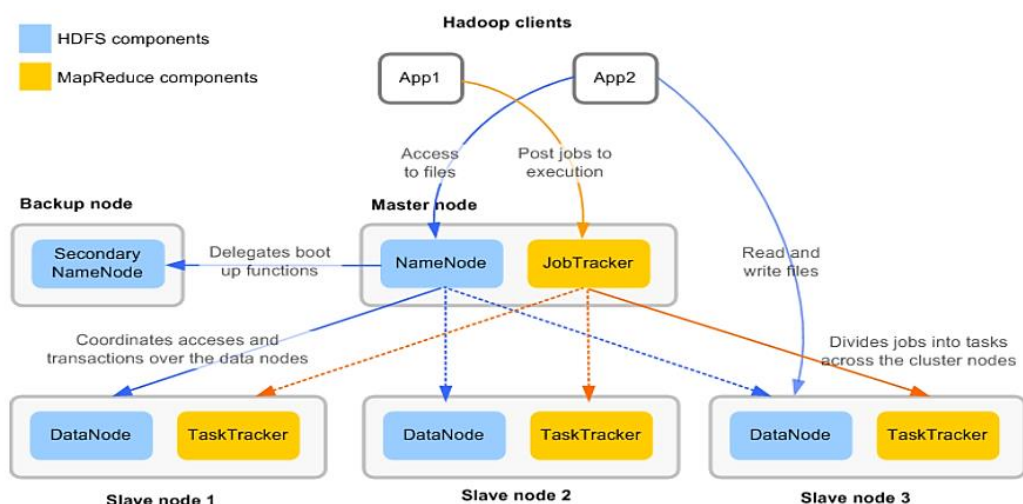 Hadoop clients
HDFS components
MapReduce components
App1
App2
Access
to files
Post jobs to
execution
Backup node
Master node
Secondary
NameNode
Delegates boot
up functions
NameNode
JobTracker
Read and
write files
Coordinates acceses and
transactions over the data nodes
Divides jobs into tasks
across the cluster nodes
DataNode
TaskTracker
DataNode
TaskTracker
DataNode
TaskTracker
Slave node 1
Slave node 2
Slave node 3